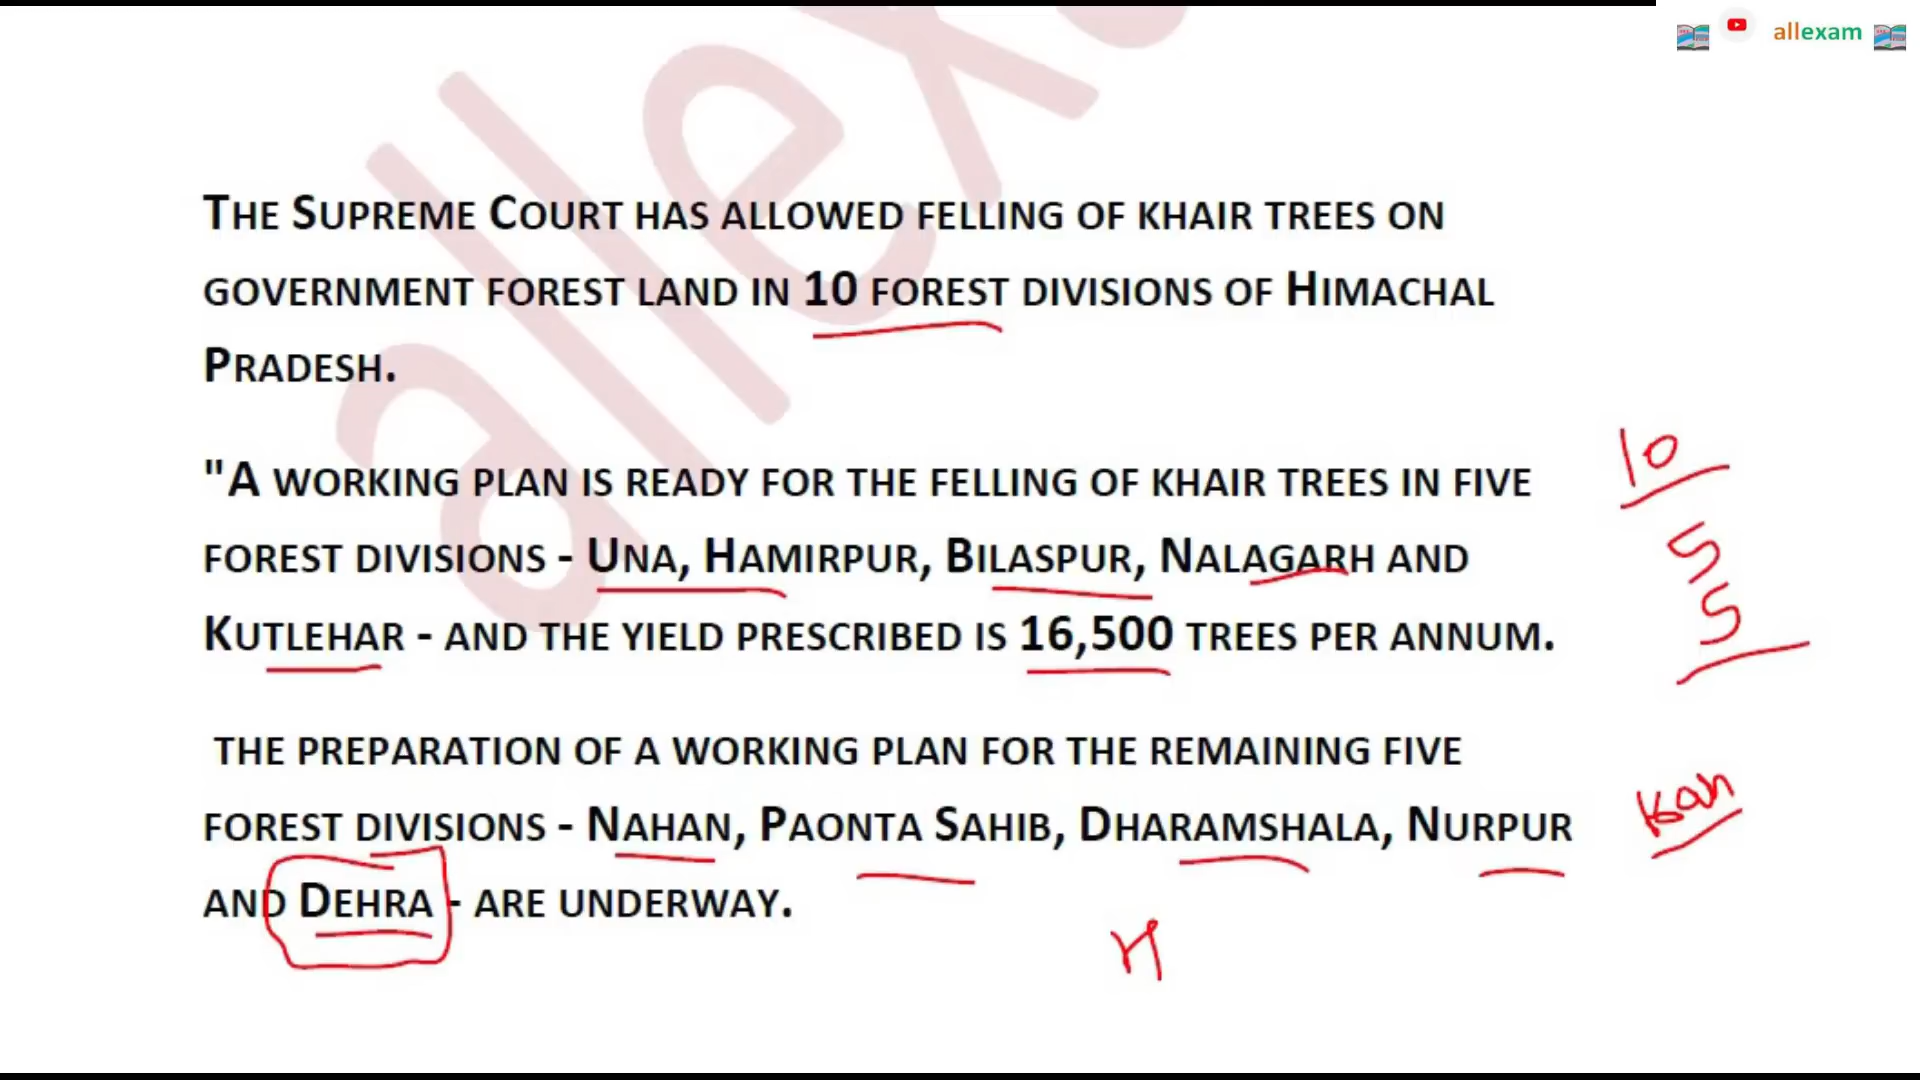 allexam
THE SUPREME COURT HAS ALLOWED FELLING OF KHAIR TREES ON
GOVERNMENT FOREST LAND IN 10 FOREST DIVISIONS OF HIMACHAL
PRADESH.
"A WORKING PLAN IS READY FOR THE FELLING OF KHAIR TREES IN FIVE
FOREST DIVISIONS - UNA, HAMIRPUR, BILASPUR, NALAGARH AND
KUTLEHAR - AND THE YIELD PRESCRIBED IS 16,500 TREES PER ANNUM.
10
5
5
THE PREPARATION OF A WORKING PLAN FOR THE REMAINING FIVE
FOREST DIVISIONS - NAHAN, PAONTA SAHIB, DHARAMSHALA, NURPUR
AND DEHRA - ARE UNDERWAY.
Kan